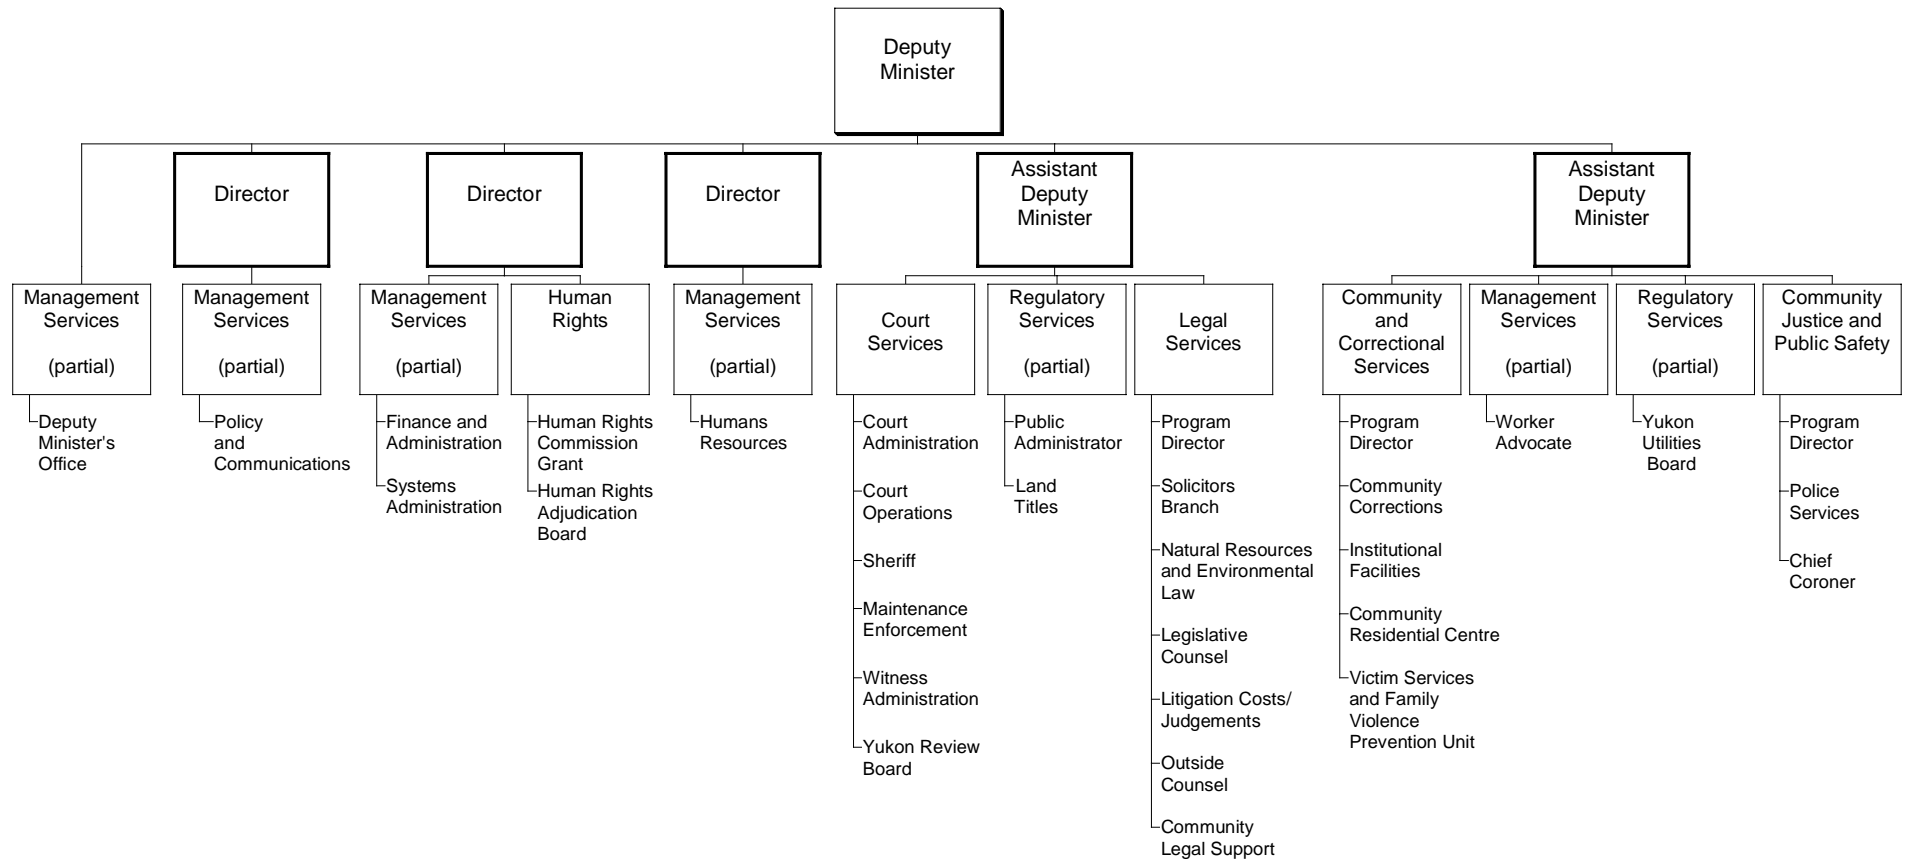 Deputy
Minister
Director
Director
Director
Assistant
Deputy
Minister
Assistant
Deputy
Minister
Management
Services
(partial)
Management
Services
(partial)
Management
Services
(partial)
Human
Rights
Management
Services
(partial)
Court
Services
Regulatory
Services
(partial)
Legal
Services
Community
and
Correctional
Services
Management
Services
(partial)
Regulatory
Services
(partial)
Community
Justice and
Public Safety
Deputy
Minister's
Office
Policy
and
Communications
Finance and
Administration
Systems
Administration
Human Rights
Commission
Grant
Human Rights
Adjudication
Board
Humans
Resources
Court
Administration
Court
Operations
Sheriff
Maintenance
Enforcement
Witness
Administration
Yukon Review
Board
Public
Administrator
Land
Titles
Program
Director
Solicitors
Branch
Natural Resources
and Environmental
Law
Legislative
Counsel
Litigation Costs/
Judgements
Outside
Counsel
Community
Legal Support
Program
Director
Community
Corrections
Institutional
Facilities
Community
Residential Centre
Victim Services
and Family
Violence
Prevention Unit
Worker
Advocate
Yukon
Utilities
Board
Program
Director
Police
Services
Chief
Coroner